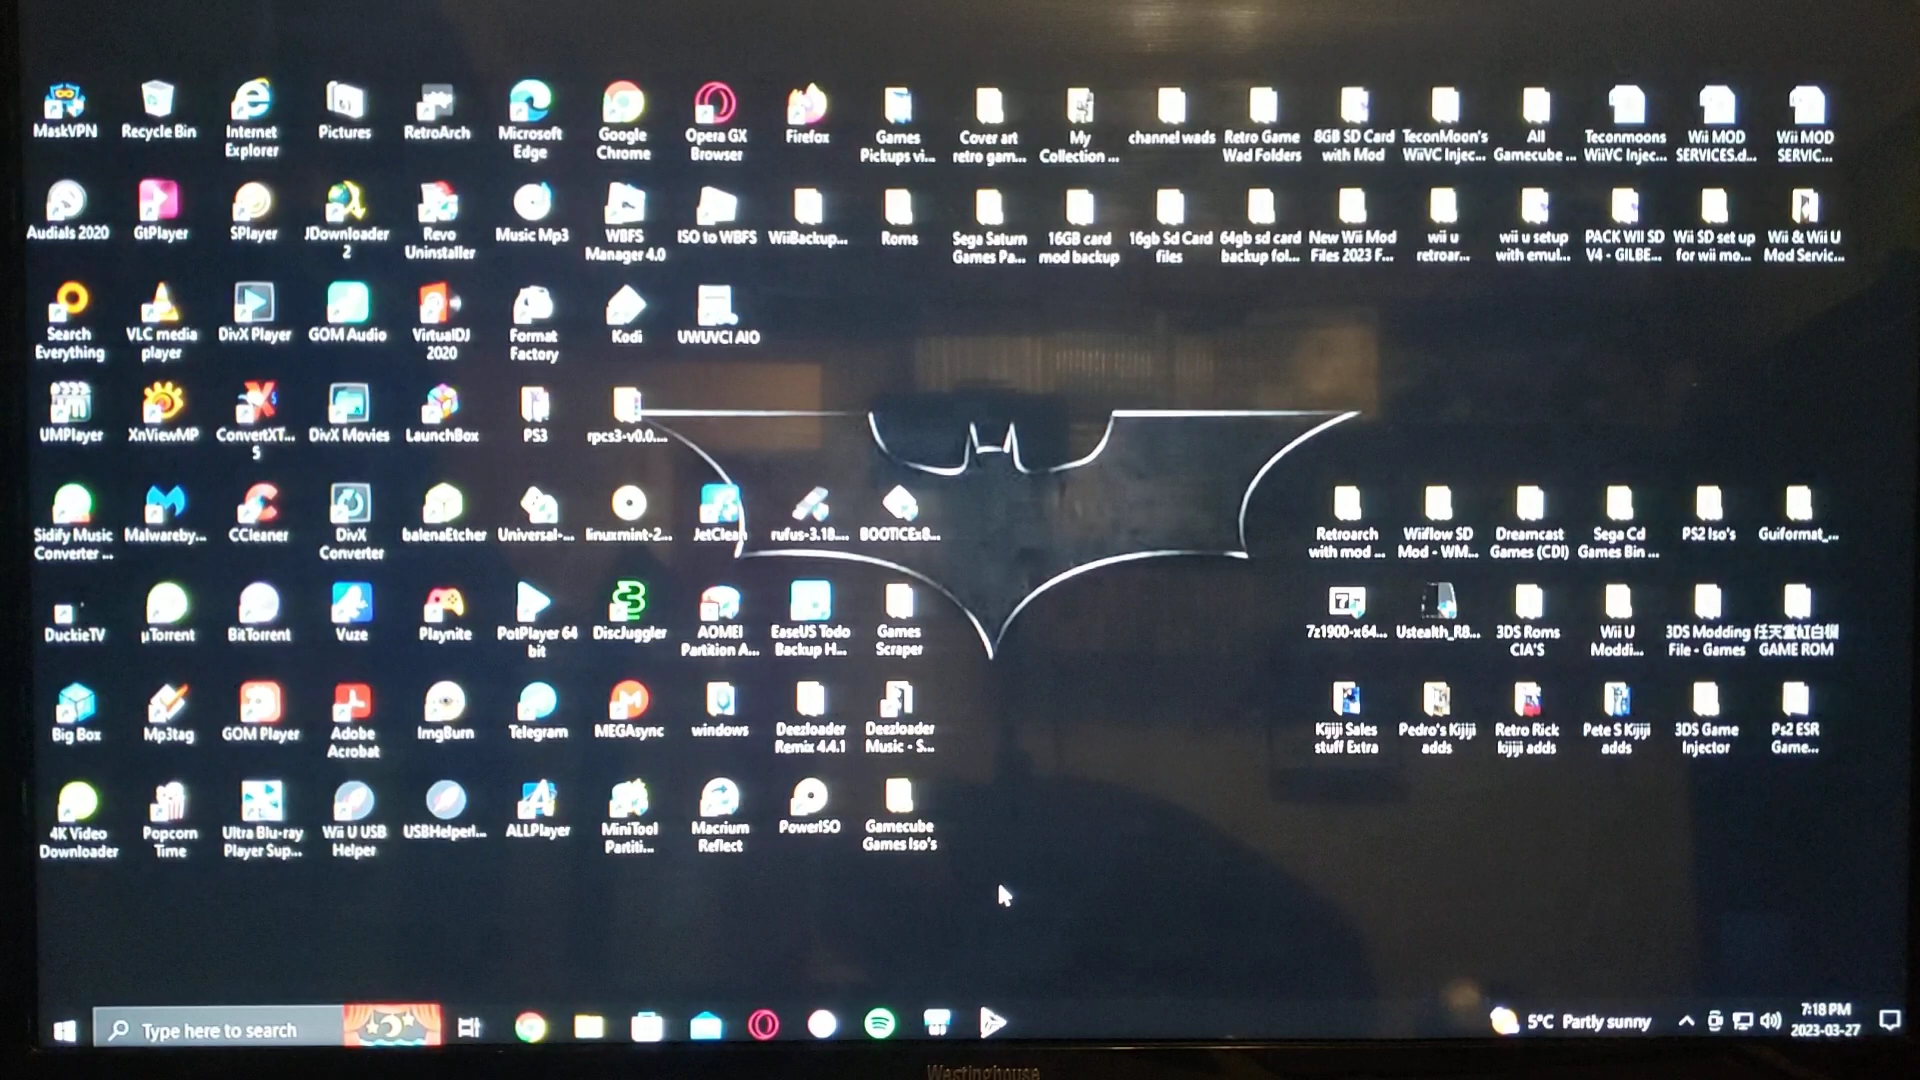 MaskVPN
Recycle Bin
Internet
Explorer
Pictures
RetroArch
Microsoft
Edge
Google
Chrome
Opera GX
Browser
Firefox
Games
Pickups vi...
Cover art
retro gam...
My
Collection ...
channel wads
Retro Game
Wad Folders
8GB SD Card
with Mod
TeconMoon's
WiiVC Injec...
All
Gamecube ...
Teconmoons
WiiVC Injec...
Wii MOD
SERVICES.d...
Wii MOD
SERVIC...
Audials 2020
GtPlayer
SPlayer
JDownloader
2
Revo
Uninstaller
Music Mp3
WBFS
Manager 4.0
ISO to WBFS
WiiBackup...
Roms
Sega Saturn
Games Pa...
16GB card
mod backup
16gb Sd Card
files
64gb sd card
backup fol...
New Wii Mod
Files 2023 F...
wii u
retroar...
wii u setup
with emul...
PACK WII SD
V4 - GILBE...
Wii SD set up
for wii mo...
Wii & Wii U
Mod Servic...
Search
Everything
VLC media
player
DivX Player
GOM Audio
VirtualDJ
2020
Format
Factory
Kodi
UWUVCI AIO
UMPlayer
XnViewMP
ConvertXT...
5
DivX Movies
LaunchBox
PS3
rpcs3-v0.0....
Sidify Music
Converter ...
Malwareby...
CCleaner
DivX
Converter
balenaEtcher
Universal-...
linuxmint-2...
JetClean
rufus-3.18....
BOOTICEx8...
Retroarch
with mod ...
Wiiflow SD
Mod - WM...
Dreamcast
Games (CDI)
Sega Cd
Games Bin ...
PS2 Iso's
Guiformat_...
DuckieTV
µTorrent
BitTorrent
Vuze
Playnite
PotPlayer 64
bit
DiscJuggler
AOMEI
Partition A...
EaseUS Todo
Backup H...
Games
Scraper
7z1900-x64...
Ustealth_R8...
3DS Roms
CIA'S
Wii U
Moddi...
3DS Modding
File - Games
任天堂紅白機
GAME ROM
Big Box
Mp3tag
GOM Player
Adobe
Acrobat
ImgBurn
Telegram
MEGAsync
windows
Deezloader
Remix 4.4.1
Deezloader
Music - S...
Kijiji Sales
stuff Extra
Pedro's Kijiji
adds
Retro Rick
kijiji adds
Pete S Kijiji
adds
3DS Game
Injector
Ps2 ESR
Game...
4K Video
Downloader
Popcorn
Time
Ultra Blu-ray
Player Sup...
Wii U USB
Helper
USBHelperI...
ALLPlayer
MiniTool
Partiti...
Macrium
Reflect
PowerISO
Gamecube
Games Iso's
Type here to search
5°C Partly sunny
7:18 PM
2023-03-27
Westinghouse